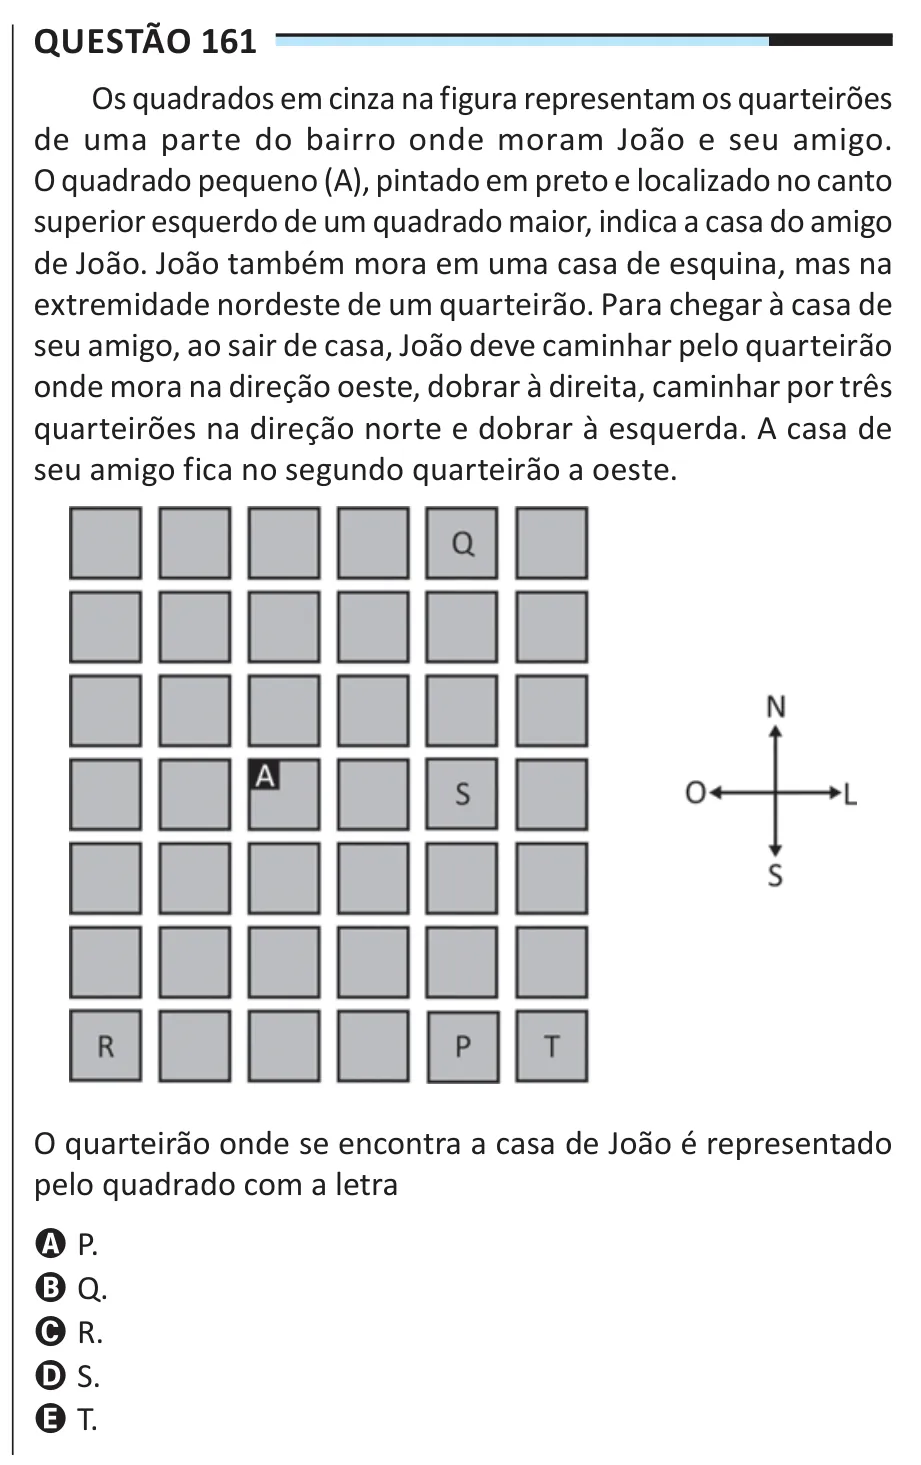 QUESTÃO 161
Os quadrados em cinza na figura representam os quarteirões
de uma parte do bairro onde moram João e seu amigo.
O quadrado pequeno (A), pintado em preto e localizado no canto
superior esquerdo de um quadrado maior, indica a casa do amigo
de João. João também mora em uma casa de esquina, mas na
extremidade nordeste de um quarteirão. Para chegar à casa de
seu amigo, ao sair de casa, João deve caminhar pelo quarteirão
onde mora na direção oeste, dobrar à direita, caminhar por três
quarteirões na direção norte e dobrar à esquerda. A casa de
seu amigo fica no segundo quarteirão a oeste.
Q
N
A
S
O
L
S
R
P
T
O quarteirão onde se encontra a casa de João é representado
pelo quadrado com a letra
A P.
B Q.
C R.
D S.
E T.